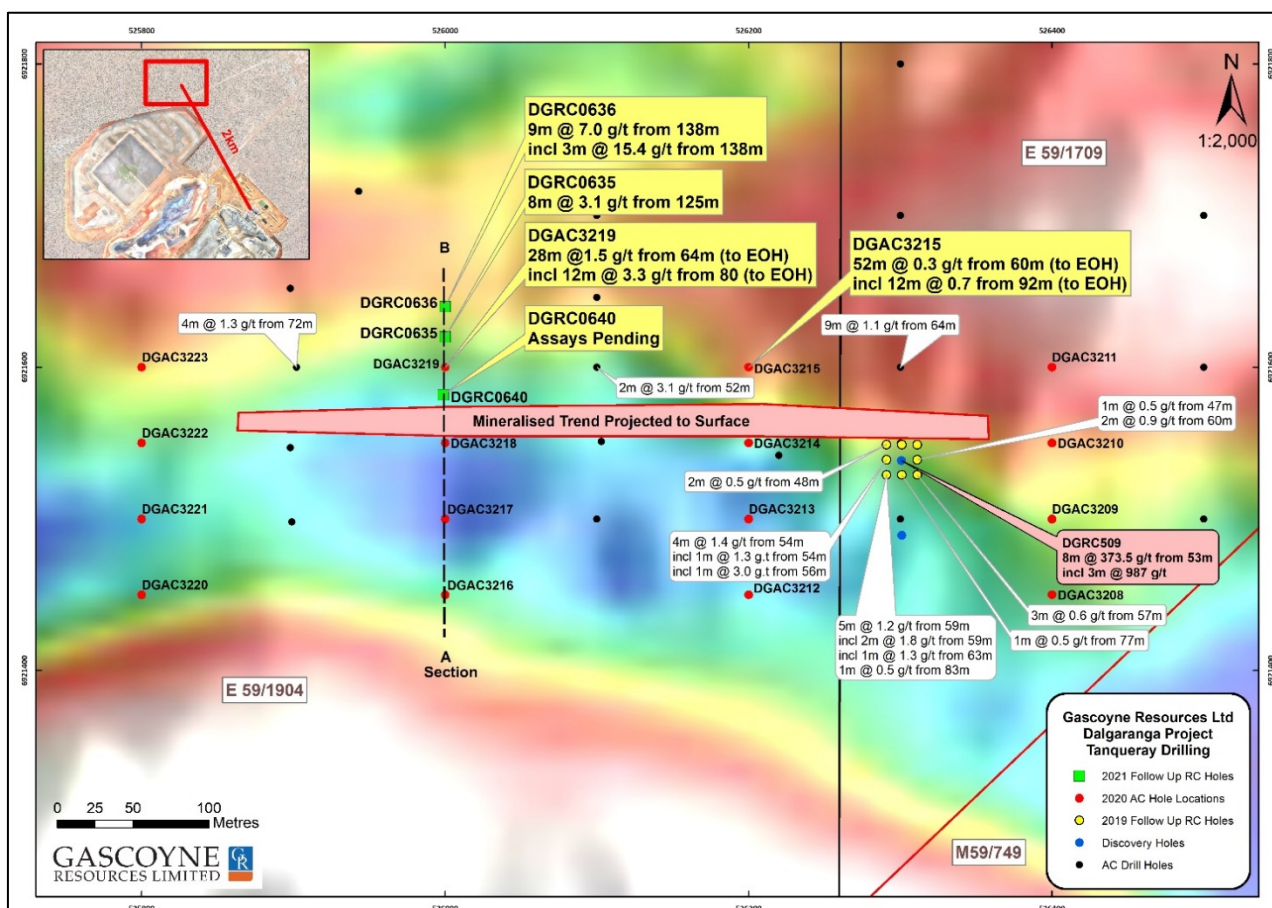 525800
526000
526200
526400
6921800
6921800
N
1:2,000
2km
DGRC0636
9m @ 7.0 g/t from 138m
incl 3m @ 15.4 g/t from 138m
E 59/1709
DGRC0635
8m @ 3.1 g/t from 125m
DGAC3219
28m @1.5 g/t from 64m (to EOH)
incl 12m @ 3.3 g/t from 80 (to EOH)
DGAC3215
52m @ 0.3 g/t from 60m (to EOH)
incl 12m @ 0.7 from 92m (to EOH)
B
DGRC0636
DGRC0640
Assays Pending
4m @ 1.3 g/t from 72m
DGRC0635
9m @ 1.1 g/t from 64m
6921600
DGAC3223
DGAC3219
DGAC3215
DGAC3211
6921600
2m @ 3.1 g/t from 52m
DGRC0640
1m @ 0.5 g/t from 47m
2m @ 0.9 g/t from 60m
Mineralised Trend Projected to Surface
DGAC3222
DGAC3218
DGAC3214
DGAC3210
2m @ 0.5 g/t from 48m
DGAC3221
DGAC3217
DGAC3213
DGAC3209
4m @ 1.4 g/t from 54m
incl 1m @ 1.3 g.t from 54m
incl 1m @ 3.0 g.t from 56m
DGRC509
8m @ 373.5 g/t from 53m
incl 3m @ 987 g/t
DGAC3220
DGAC3216
DGAC3212
DGAC3208
3m @ 0.6 g/t from 57m
5m @ 1.2 g/t from 59m
incl 2m @ 1.8 g/t from 59m
incl 1m @ 1.3 g/t from 63m
1m @ 0.5 g/t from 83m
1m @ 0.5 g/t from 77m
A
Section
6921400
6921400
E 59/1904
Gascoyne Resources Ltd
Dalgaranga Project
Tanqueray Drilling
2021 Follow Up RC Holes
2020 AC Hole Locations
2019 Follow Up RC Holes
Discovery Holes
AC Drill Holes
0 25 50 100
Metres
GASCOYNE
RESOURCES LIMITED
GR
M59/749
525800
526000
526200
526400